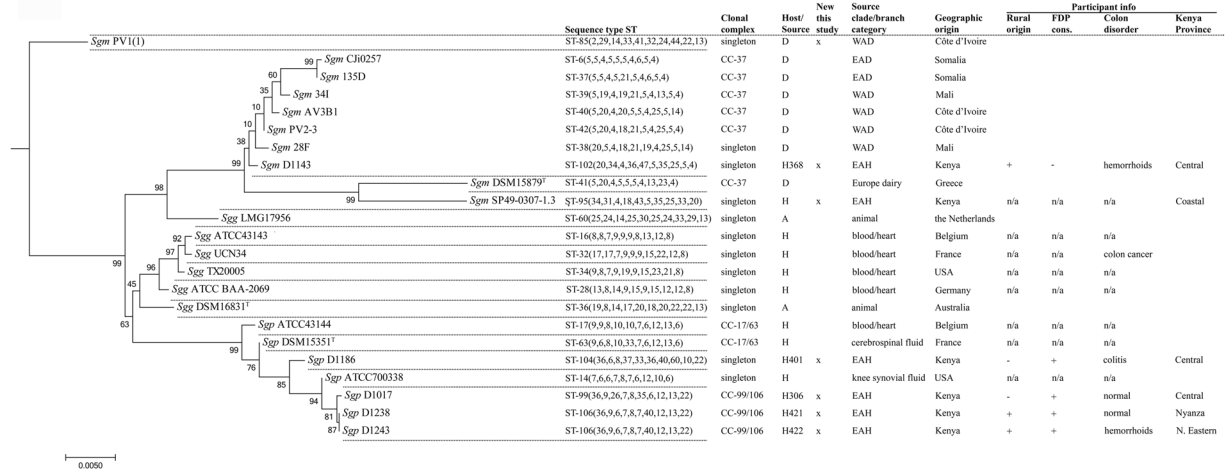 Participant info
Sequence type ST Clonal complex Host/ Source New this study Source clade/branch category Geographic origin Rural origin FDP cons. Colon disorder Kenya Province
Sgm PV1(1) ST-85(2,29,14,33,41,32,24,44,22,13) singleton D x WAD Côte d’Ivoire
Sgm CJi0257 ST-6(5,5,4,5,5,5,4,6,5,4) CC-37 D EAD Somalia
Sgm 135D ST-37(5,5,4,5,21,5,4,6,5,4) CC-37 D EAD Somalia
Sgm 34I ST-39(5,19,4,19,21,5,4,13,5,4) CC-37 D WAD Mali
Sgm AV3B1 ST-40(5,20,4,20,5,5,4,25,5,14) CC-37 D WAD Côte d’Ivoire
Sgm PV2-3 ST-42(5,20,4,18,21,5,4,25,5,4) CC-37 D WAD Côte d’Ivoire
Sgm 28F ST-38(20,5,4,18,21,19,4,25,5,14) singleton D WAD Mali
Sgm D1143 ST-102(20,34,4,36,47,5,35,25,5,4) singleton H368 x EAH Kenya + - hemorrhoids Central
Sgm DSM15879T ST-41(5,20,4,5,5,5,4,13,23,4) CC-37 D Europe dairy Greece
Sgm SP49-0307-1.3 ST-95(34,31,4,18,43,5,35,25,33,20) singleton H x EAH Kenya n/a n/a n/a Coastal
Sgg LMG17956 ST-60(25,24,14,25,30,25,24,33,29,13) singleton A animal the Netherlands
Sgg ATCC43143 ST-16(8,8,7,9,9,9,8,13,12,8) singleton H blood/heart Belgium n/a n/a n/a
Sgg UCN34 ST-32(17,17,7,9,9,9,15,22,12,8) singleton H blood/heart France n/a n/a colon cancer
Sgg TX20005 ST-34(9,8,7,9,19,9,15,23,21,8) singleton H blood/heart USA n/a n/a n/a
Sgg ATCC BAA-2069 ST-28(13,8,14,9,15,9,15,12,12,8) singleton H blood/heart Germany n/a n/a n/a
Sgg DSM16831T ST-36(19,8,14,17,20,18,20,22,22,13) singleton A animal Australia
Sgp ATCC43144 ST-17(9,9,8,10,10,7,6,12,13,6) CC-17/63 H blood/heart Belgium n/a n/a n/a
Sgp DSM15351T ST-63(9,6,8,10,33,7,6,12,13,6) CC-17/63 H cerebrospinal fluid France n/a n/a n/a
Sgp D1186 ST-104(36,6,8,37,33,36,40,60,10,22) singleton H401 x EAH Kenya - + colitis Central
Sgp ATCC700338 ST-14(7,6,6,7,8,7,6,12,10,6) singleton H knee synovial fluid USA n/a n/a n/a
Sgp D1017 ST-99(36,9,26,7,8,35,6,12,13,22) CC-99/106 H306 x EAH Kenya - + normal Central
Sgp D1238 ST-106(36,9,6,7,8,7,40,12,13,22) CC-99/106 H421 x EAH Kenya + + normal Nyanza
Sgp D1243 ST-106(36,9,6,7,8,7,40,12,13,22) CC-99/106 H422 x EAH Kenya + + hemorrhoids N. Eastern
99
60
35
10
10
38
99
99
98
92
97
96
99
45
63
99
76
85
94
81
87
0.0050